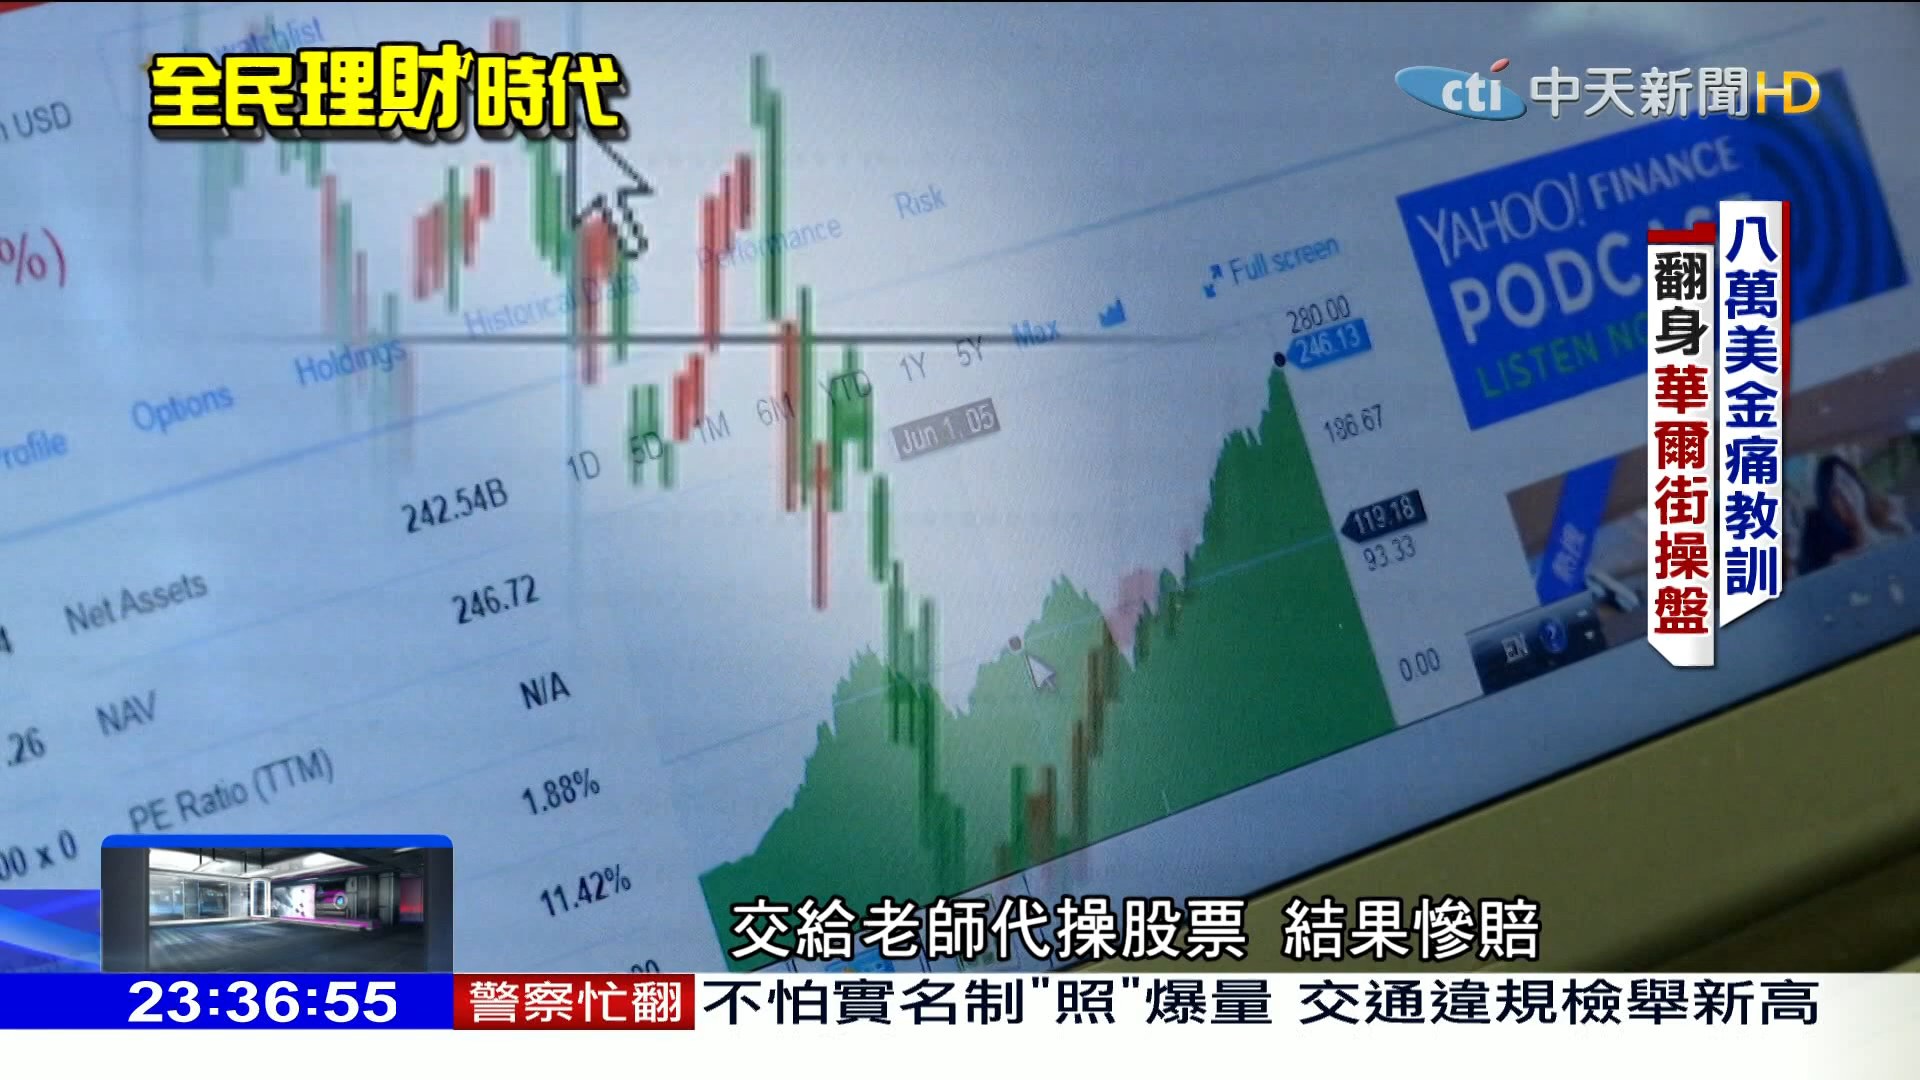 watchlist
全民理財時代
cti 中天新聞HD
USD
%)
Risk
Performance
Historical Data
Holdings
Options
rofile
Full screen
1D 5D 1M 6M YTD 1Y 5Y Max
Jun 1, 05
280.00
246.13
186.67
119.18
93.33
0.00
YAHOO! FINANCE
LISTEN
EN
八萬美金痛教訓
翻身華爾街操盤
242.54B
Net Assets
246.72
NAV
N/A
.26
PE Ratio (TTM)
1.88%
00 x 0
11.42%
交給老師代操股票 結果慘賠
23:36:55
警察忙翻
不怕實名制"照"爆量 交通違規檢舉新高